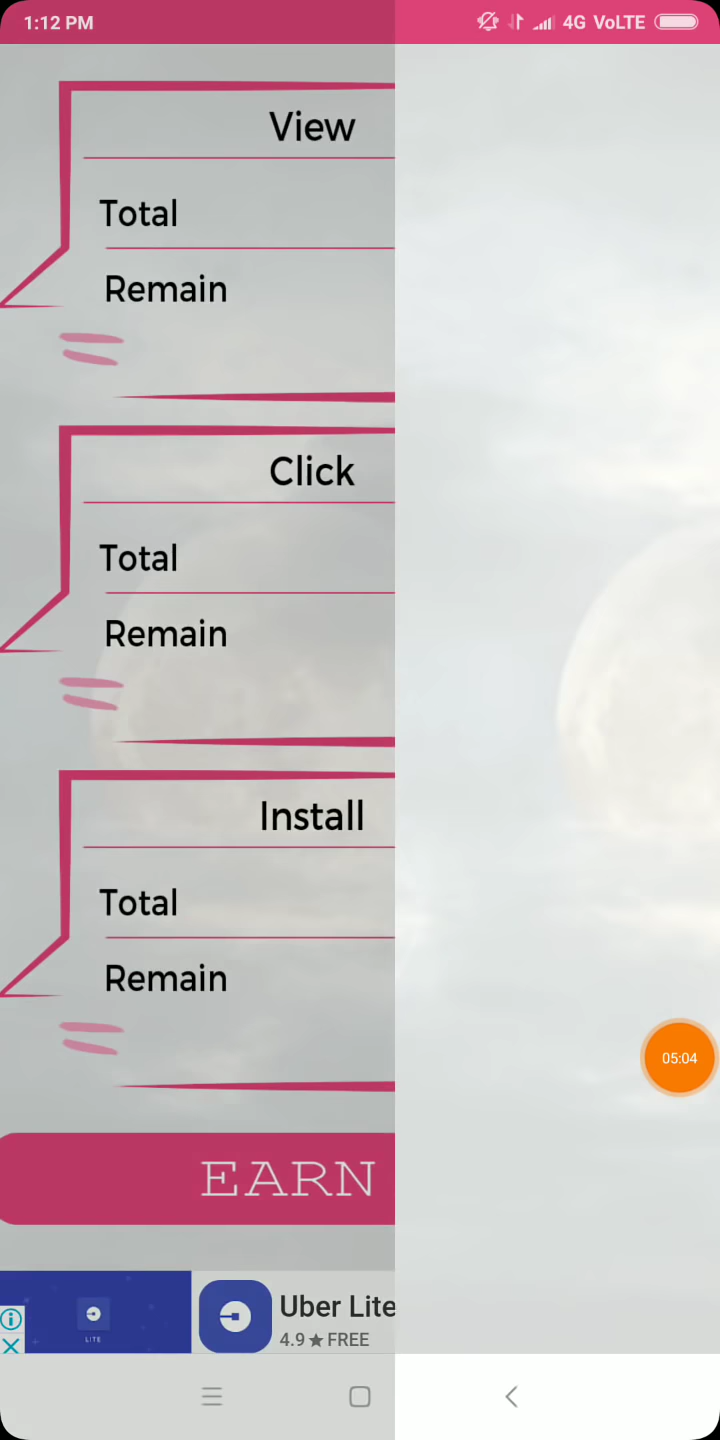 1:12 PM 4G VoLTE
View
Total
Remain
Click
Total
Remain
Install
Total
Remain
05:04
EARN
LITE
Uber Lite
4.9★FREE